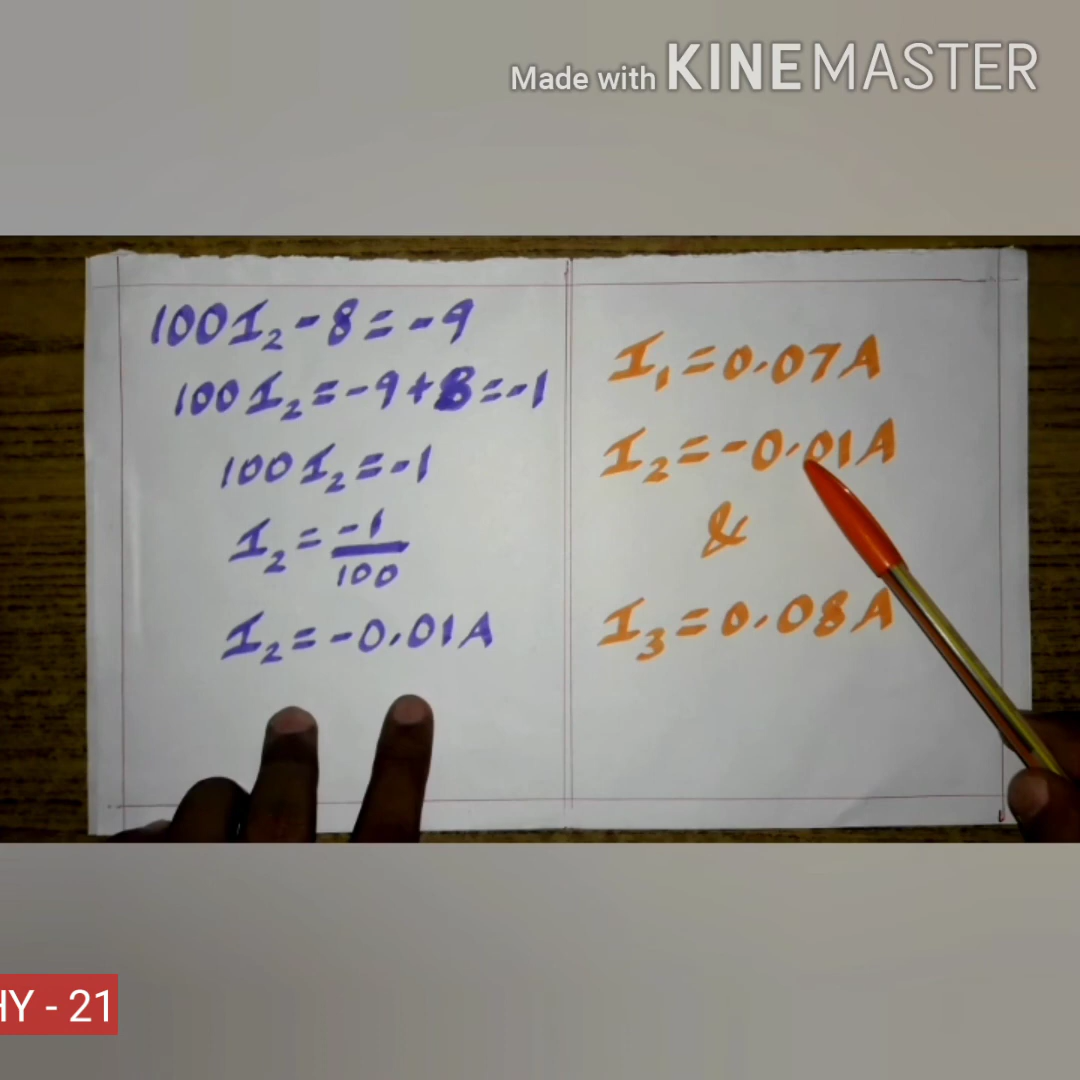 Made with KINEMASTER
100I₂ - 8 = -9
100I₂ = -9 + 8 = -1
100I₂ = -1
I₂ = -1/100
I₂ = -0.01A
I₁ = 0.07A
I₂ = -0.01A
&
I₃ = 0.08A
HY - 21